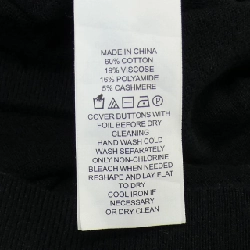 MADE IN CHINA
60% COTTON
19% VISCOSE
16% POLYAMIDE
5% CASHMERE
COVER BUTTONS WITH
FOIL BEFORE DRY
CLEANING
HAND WASH COLD
WASH SEPARATELY
ONLY NON-CHLORINE
BLEACH WHEN NEEDED
RESHAPE AND LAY FLAT
TO DRY
COOL IRON IF
NECESSARY
OR DRY CLEAN